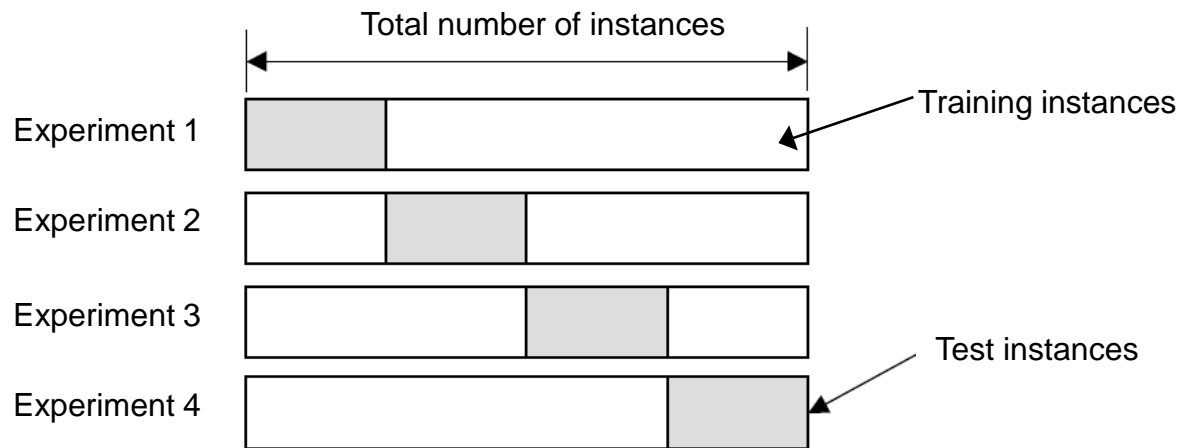 Total number of instances
Training instances
Experiment 1
Experiment 2
Experiment 3
Test instances
Experiment 4